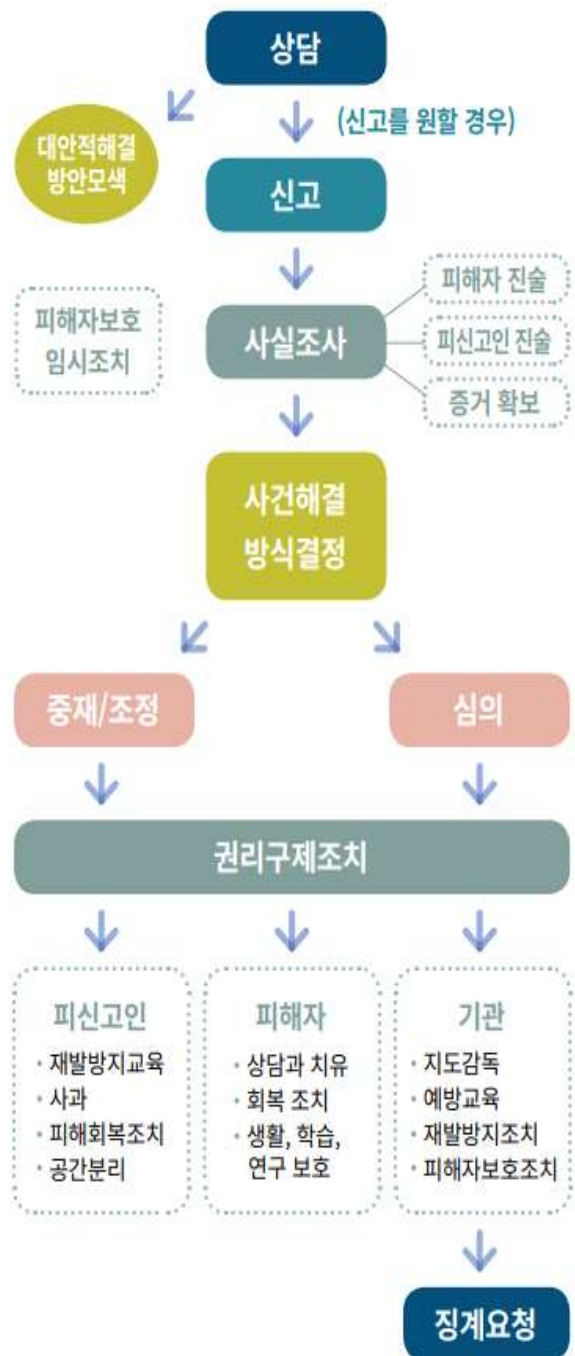 상담
대안적해결
방안모색
(신고를 원할 경우)
신고
피해자보호
임시조치
사실조사
피해자 진술
피신고인 진술
증거 확보
사건해결
방식결정
중재/조정
심의
권리구제조치
피신고인
· 재발방지교육
· 사과
· 피해회복조치
· 공간분리
피해자
· 상담과 치유
· 회복 조치
· 생활, 학습,
연구 보호
기관
· 지도감독
· 예방교육
· 재발방지조치
· 피해자보호조치
징계요청